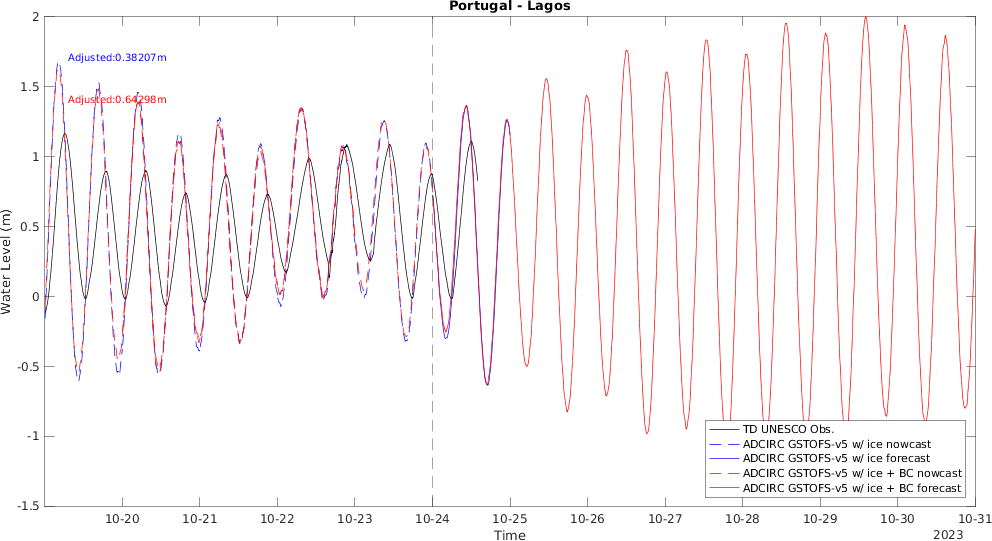 Portugal - Lagos
Adjusted:0.38207m
Adjusted:0.64298m
Water Level (m)
2
1.5
1
0.5
0
-0.5
-1
-1.5
TD UNESCO Obs.
ADCIRC GSTOFS-v5 w/ ice nowcast
ADCIRC GSTOFS-v5 w/ ice forecast
ADCIRC GSTOFS-v5 w/ ice + BC nowcast
ADCIRC GSTOFS-v5 w/ ice + BC forecast
10-20 10-21 10-22 10-23 10-24 10-25 10-26 10-27 10-28 10-29 10-30 10-31
Time
2023